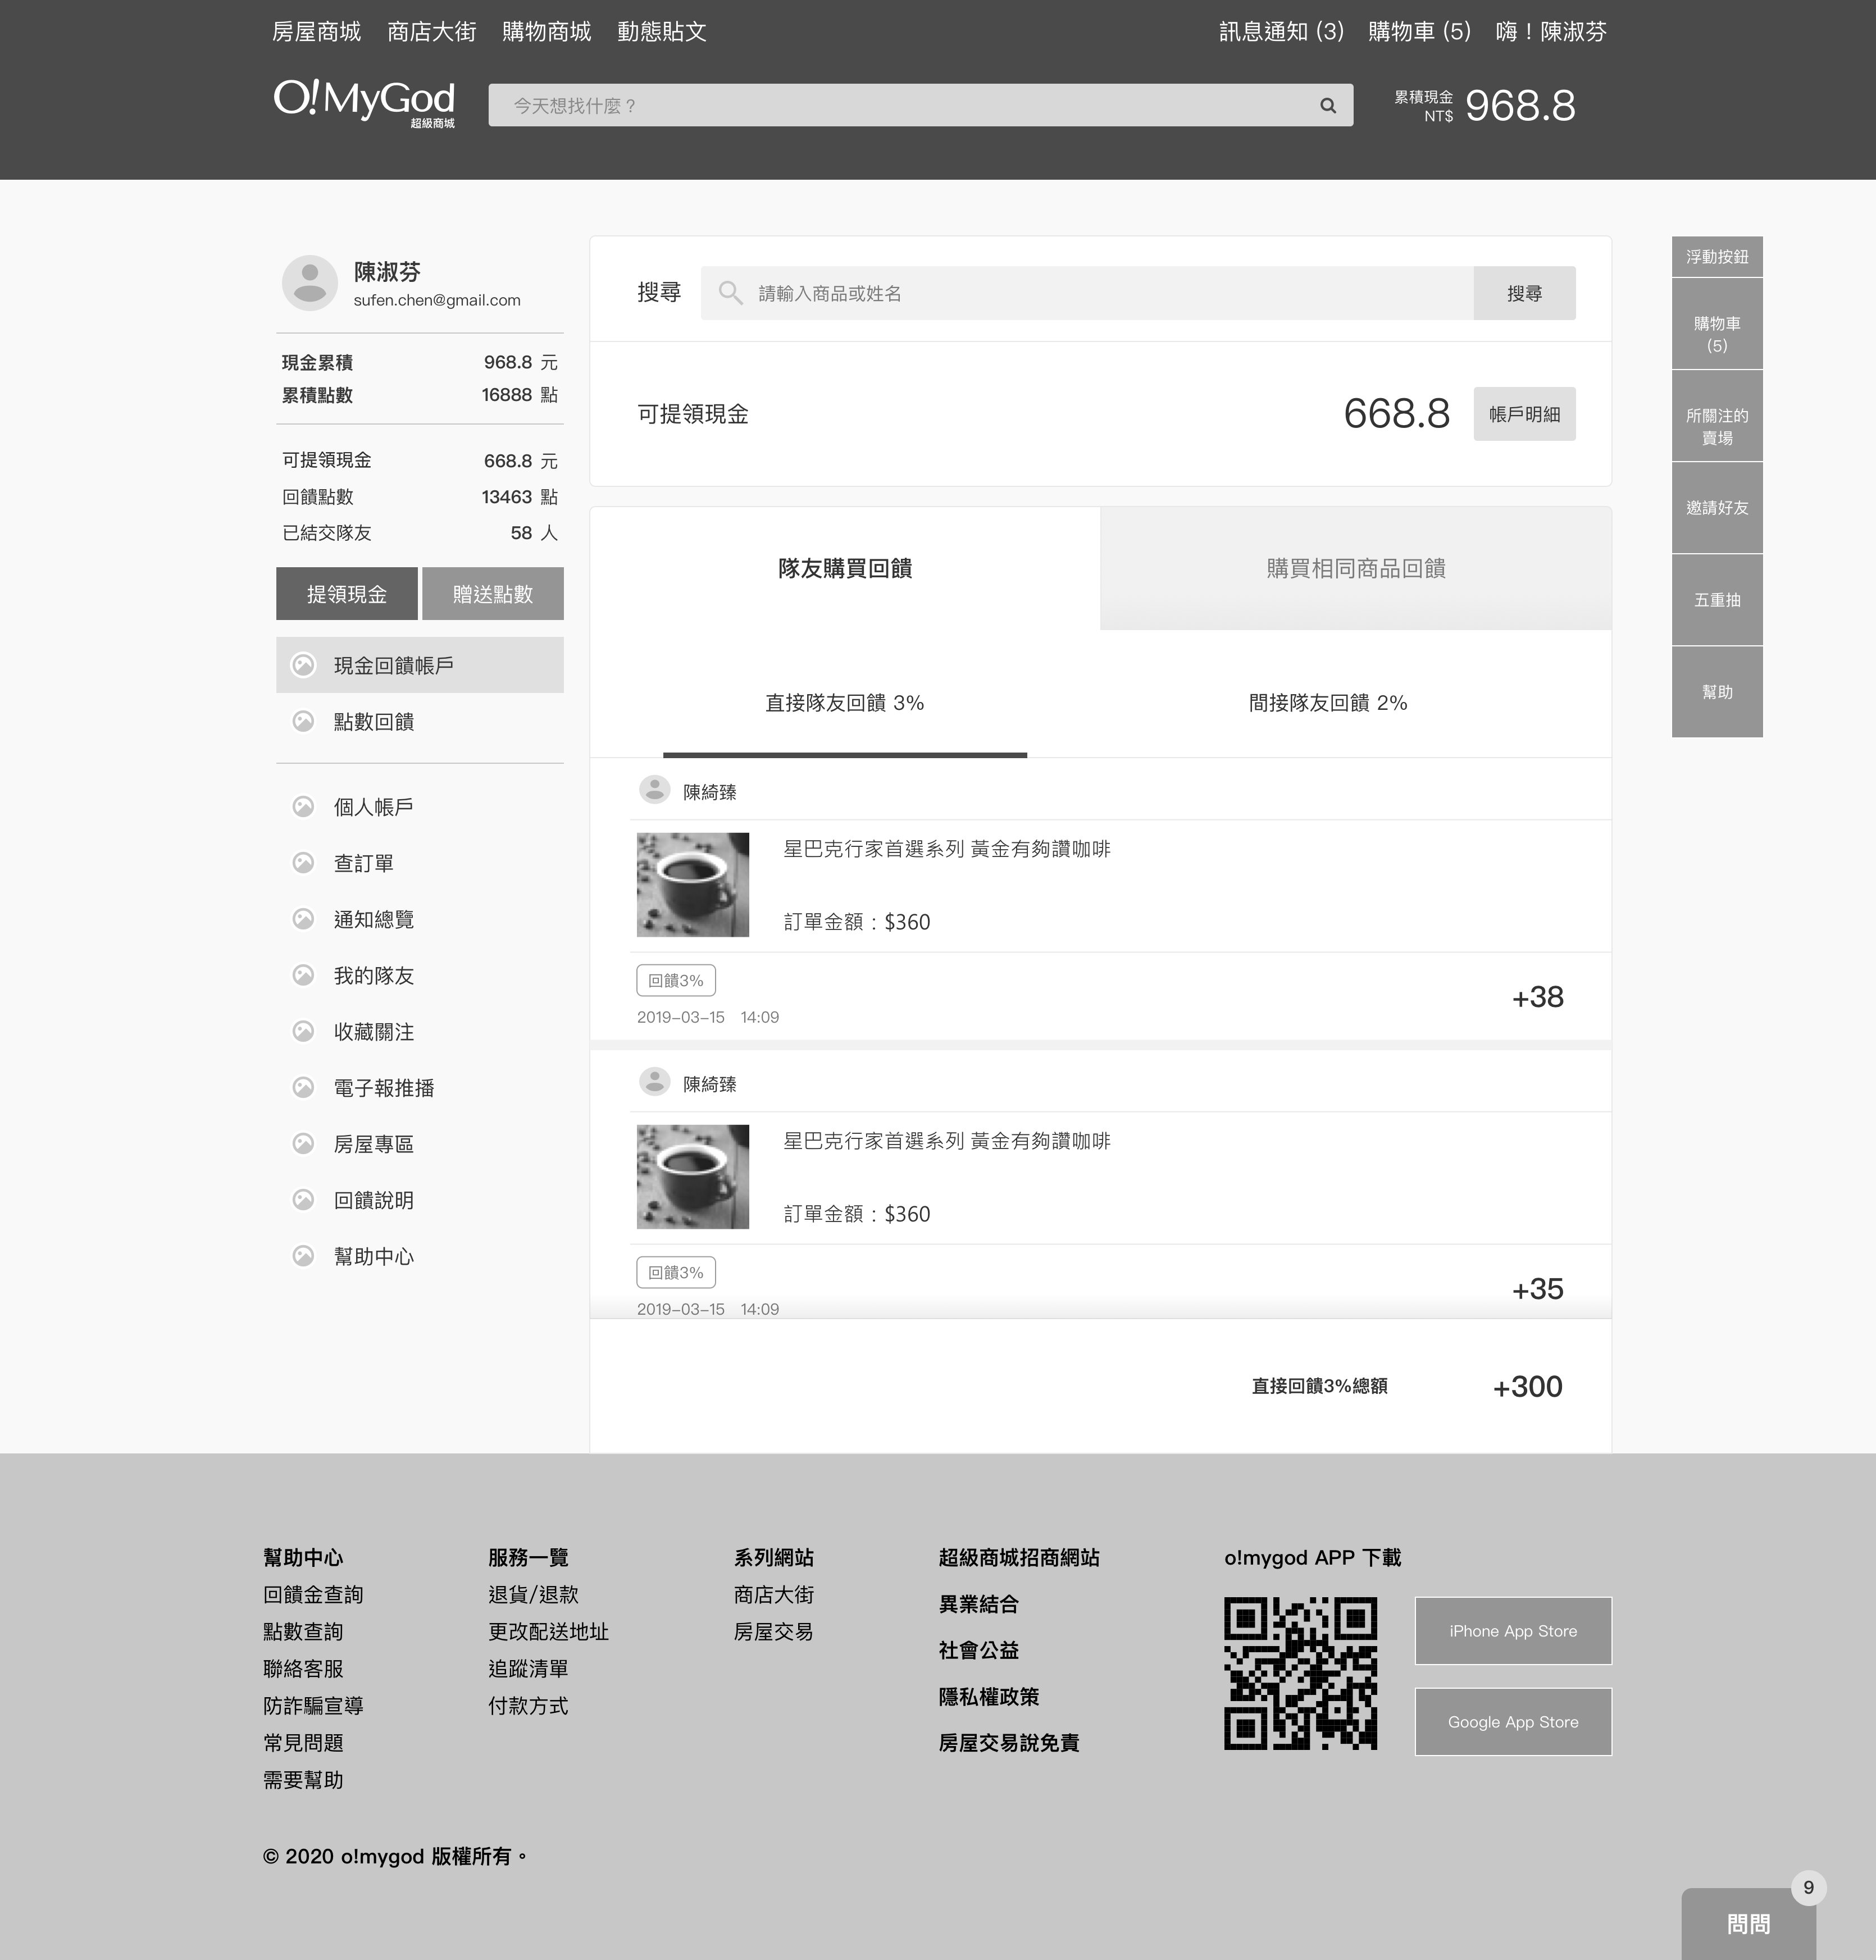 房屋商城 商店大街 購物商城 動態貼文 訊息通知 (3) 購物車 (5) 嗨！陳淑芬
O!MyGod
超級商城
今天想找什麼？
累積現金
NT$
968.8
陳淑芬
sufen.chen@gmail.com
現金累積 968.8 元
累積點數 16888 點
可提領現金 668.8 元
回饋點數 13463 點
已結交隊友 58 人
提領現金 贈送點數
現金回饋帳戶
點數回饋
個人帳戶
查訂單
通知總覽
我的隊友
收藏關注
電子報推播
房屋專區
回饋說明
幫助中心
搜尋 請輸入商品或姓名 搜尋
可提領現金 668.8 帳戶明細
隊友購買回饋 購買相同商品回饋
直接隊友回饋 3% 間接隊友回饋 2%
陳綺臻
星巴克行家首選系列 黃金有夠讚咖啡
訂單金額：$360
回饋3%
2019-03-15 14:09
+38
陳綺臻
星巴克行家首選系列 黃金有夠讚咖啡
訂單金額：$360
回饋3%
2019-03-15 14:09
+35
直接回饋3%總額 +300
浮動按鈕
購物車
(5)
所關注的
賣場
邀請好友
五重抽
幫助
幫助中心
回饋金查詢
點數查詢
聯絡客服
防詐騙宣導
常見問題
需要幫助
服務一覽
退貨/退款
更改配送地址
追蹤清單
付款方式
系列網站
商店大街
房屋交易
超級商城招商網站
異業結合
社會公益
隱私權政策
房屋交易說免責
o!mygod APP 下載
iPhone App Store
Google App Store
© 2020 o!mygod 版權所有。
9
問問